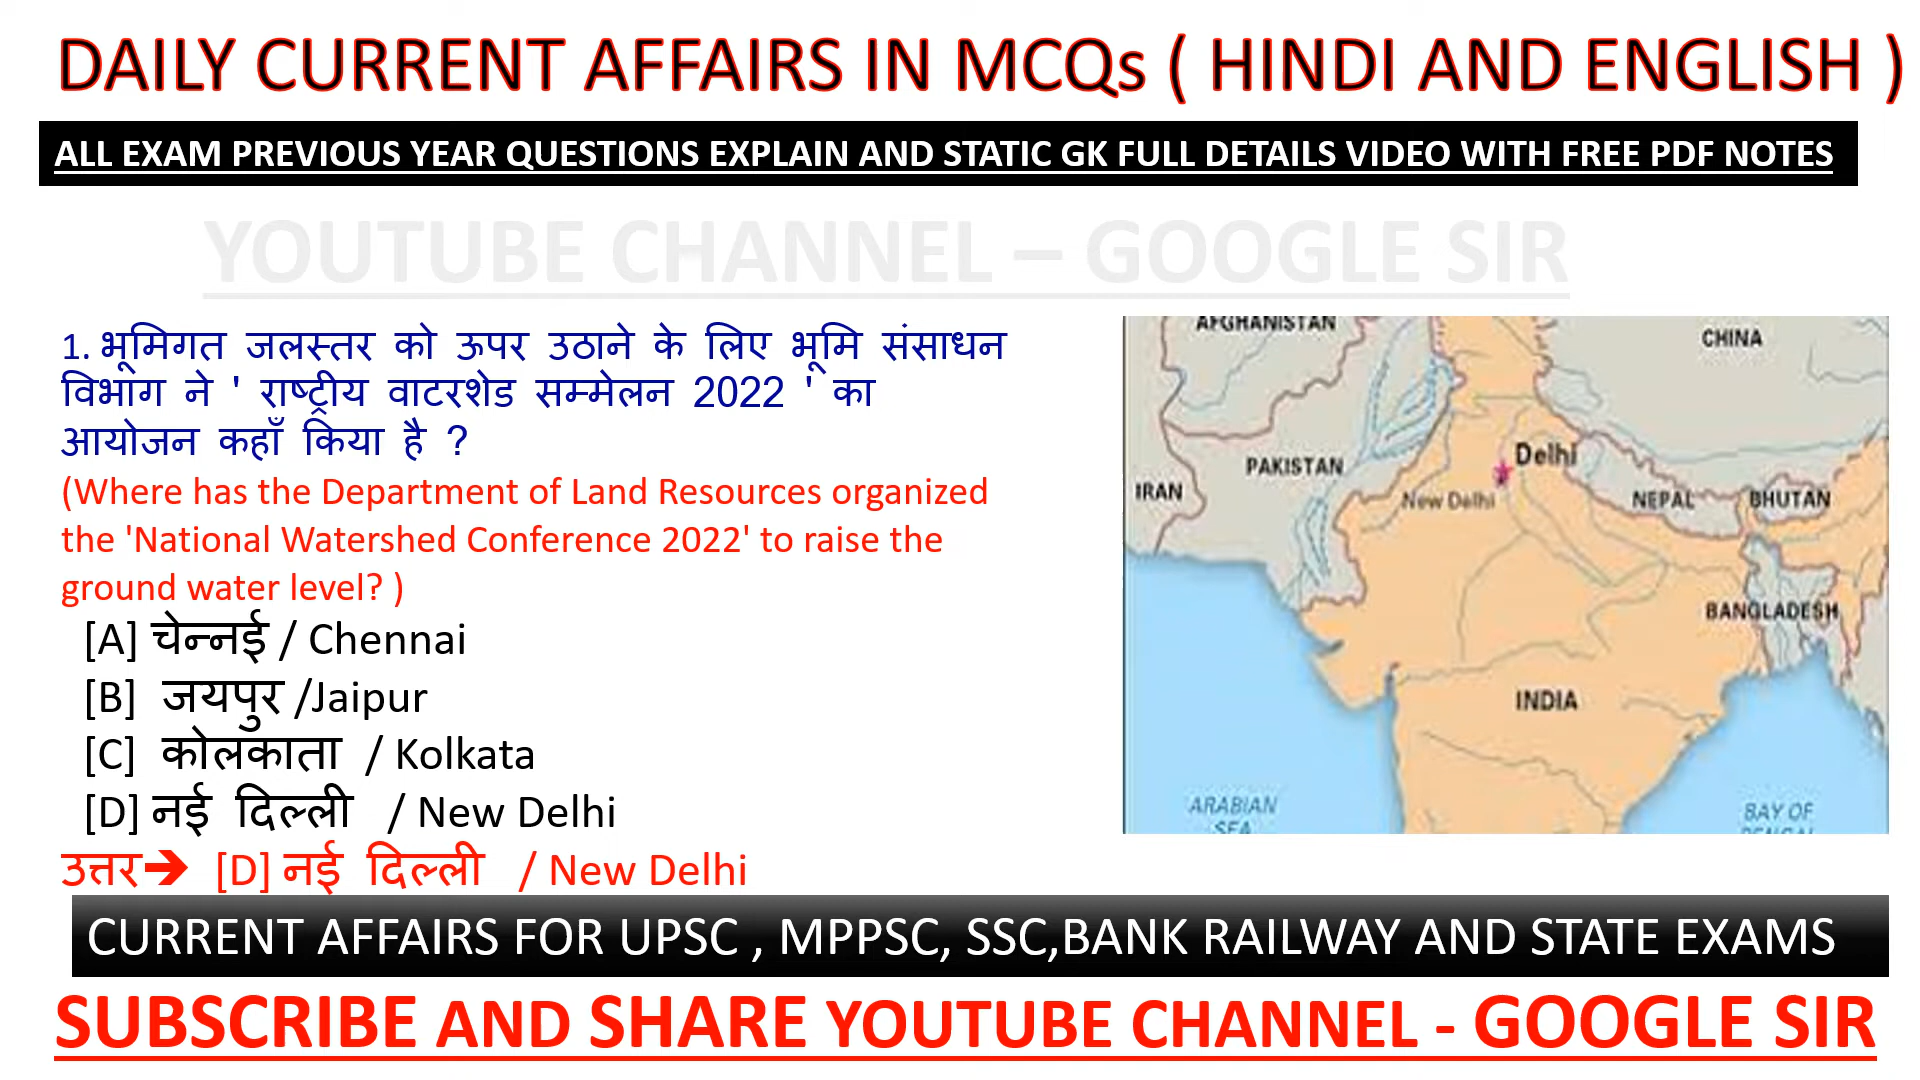 DAILY CURRENT AFFAIRS IN MCQs ( HINDI AND ENGLISH )
ALL EXAM PREVIOUS YEAR QUESTIONS EXPLAIN AND STATIC GK FULL DETAILS VIDEO WITH FREE PDF NOTES
YOUTUBE CHANNEL – GOOGLE SIR
1. भूमिगत जलस्तर को ऊपर उठाने के लिए भूमि संसाधन
विभाग ने ' राष्ट्रीय वाटरशेड सम्मेलन 2022 ' का
आयोजन कहाँ किया है ?
(Where has the Department of Land Resources organized
the 'National Watershed Conference 2022' to raise the
ground water level? )
[A] चेन्नई / Chennai
[B] जयपुर /Jaipur
[C] कोलकाता / Kolkata
[D] नई दिल्ली / New Delhi
उत्तर➔ [D] नई दिल्ली / New Delhi
AFGHANISTAN
CHINA
Delhi
PAKISTAN
IRAN
New Delhi
NEPAL
BHUTAN
BANGLADESH
INDIA
ARABIAN
SEA
BAY OF
BENGAL
CURRENT AFFAIRS FOR UPSC , MPPSC, SSC,BANK RAILWAY AND STATE EXAMS
SUBSCRIBE AND SHARE YOUTUBE CHANNEL - GOOGLE SIR